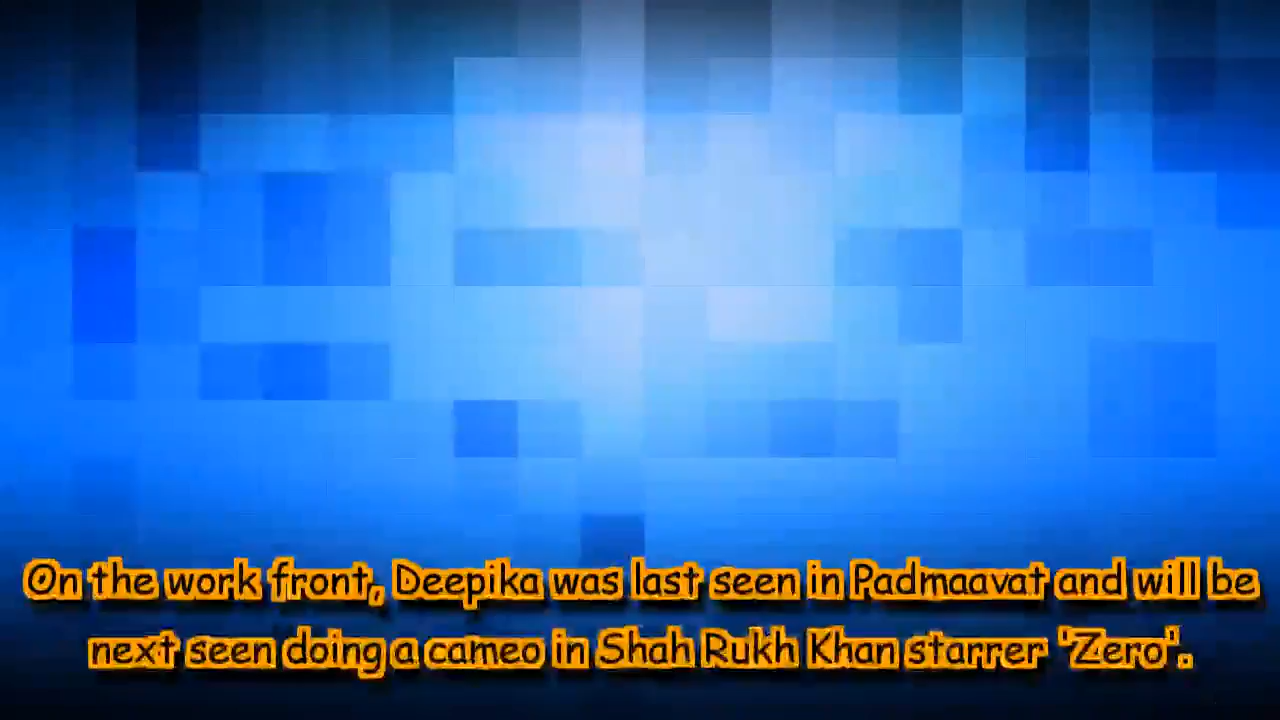 On the work front, Deepika was last seen in Padmaavat and will be
next seen doing a cameo in Shah Rukh Khan starrer 'Zero'.